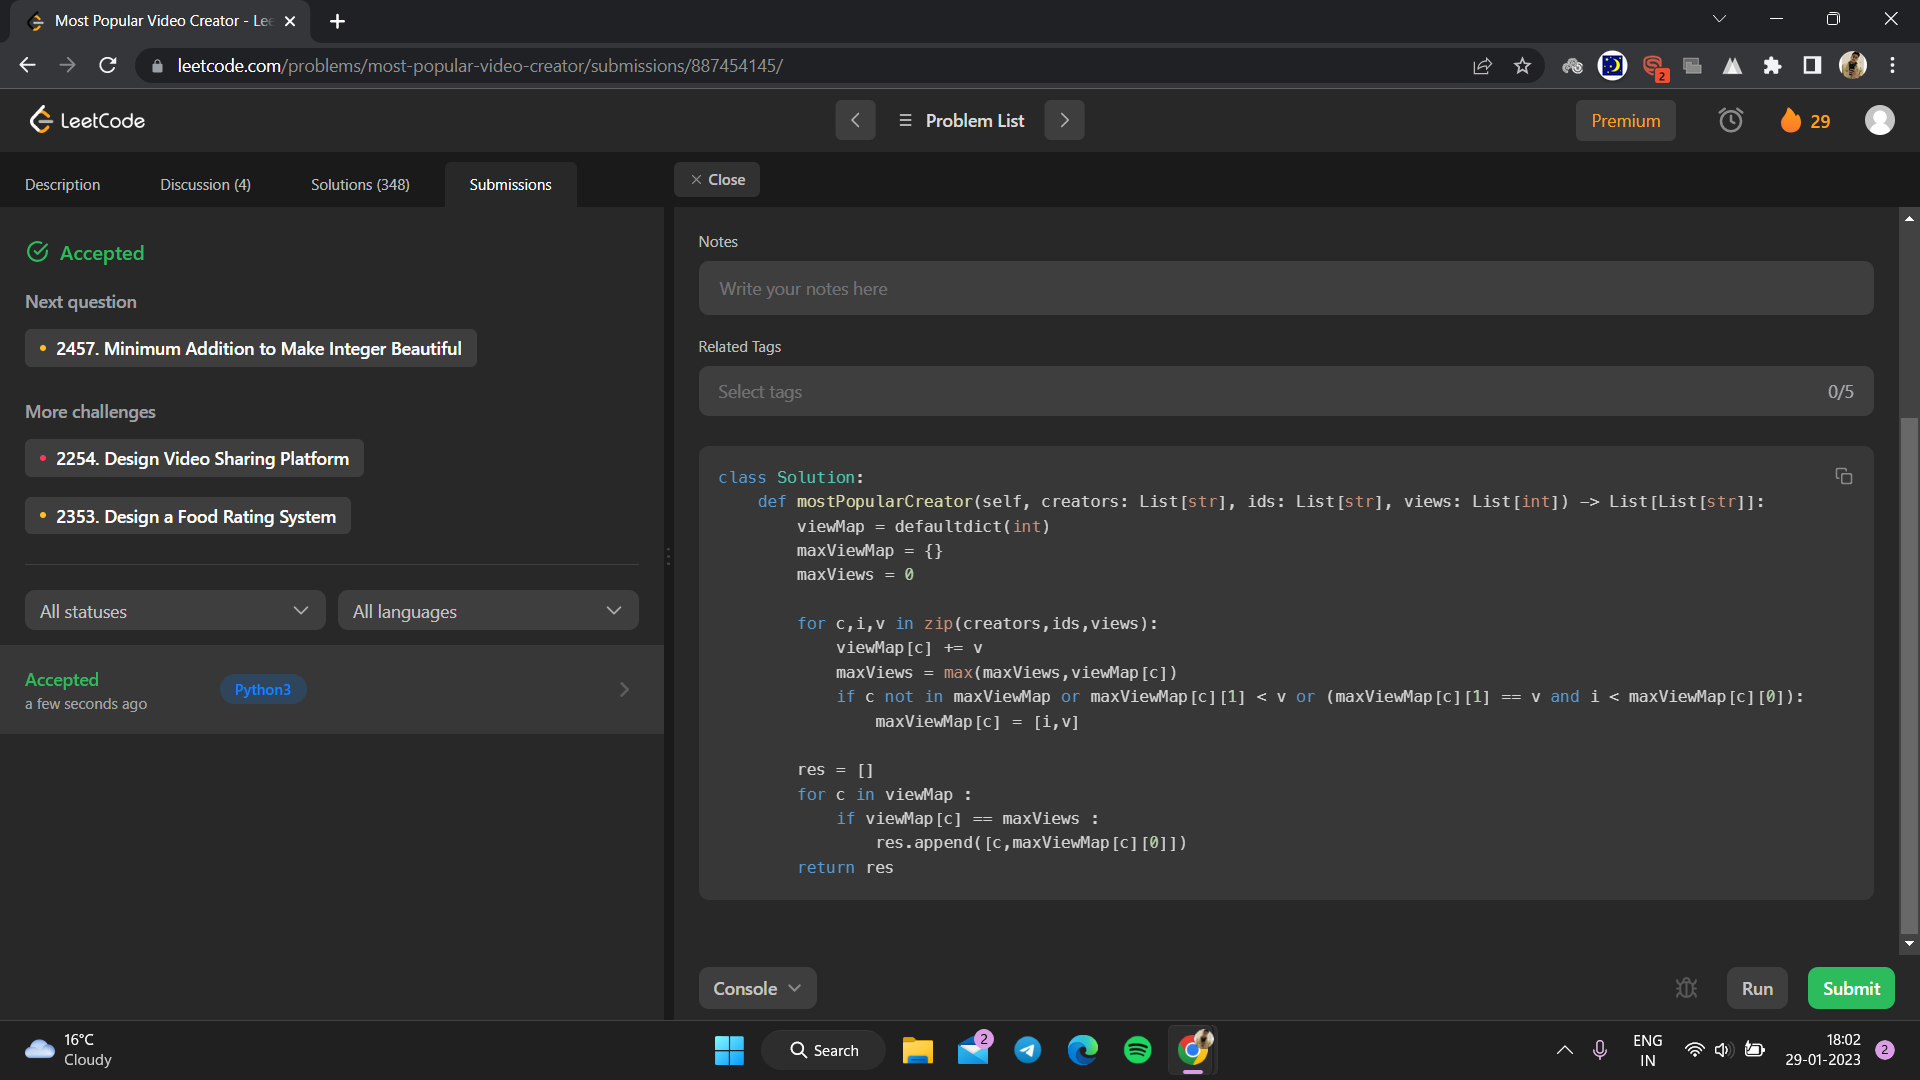 Most Popular Video Creator - Lee
leetcode.com/problems/most-popular-video-creator/submissions/887454145/
2
LeetCode
Problem List
Premium
29
Description
Discussion (4)
Solutions (348)
Submissions
Close
Accepted
Next question
2457. Minimum Addition to Make Integer Beautiful
More challenges
2254. Design Video Sharing Platform
2353. Design a Food Rating System
All statuses
All languages
Accepted
a few seconds ago
Python3
Notes
Write your notes here
Related Tags
Select tags
0/5
class Solution:
    def mostPopularCreator(self, creators: List[str], ids: List[str], views: List[int]) -> List[List[str]]:
        viewMap = defaultdict(int)
        maxViewMap = {}
        maxViews = 0
        for c,i,v in zip(creators,ids,views):
            viewMap[c] += v
            maxViews = max(maxViews,viewMap[c])
            if c not in maxViewMap or maxViewMap[c][1] < v or (maxViewMap[c][1] == v and i < maxViewMap[c][0]):
                maxViewMap[c] = [i,v]
        res = []
        for c in viewMap :
            if viewMap[c] == maxViews :
                res.append([c,maxViewMap[c][0]])
        return res
Console
Run
Submit
16°C
Cloudy
Search
2
ENG
IN
18:02
29-01-2023
2